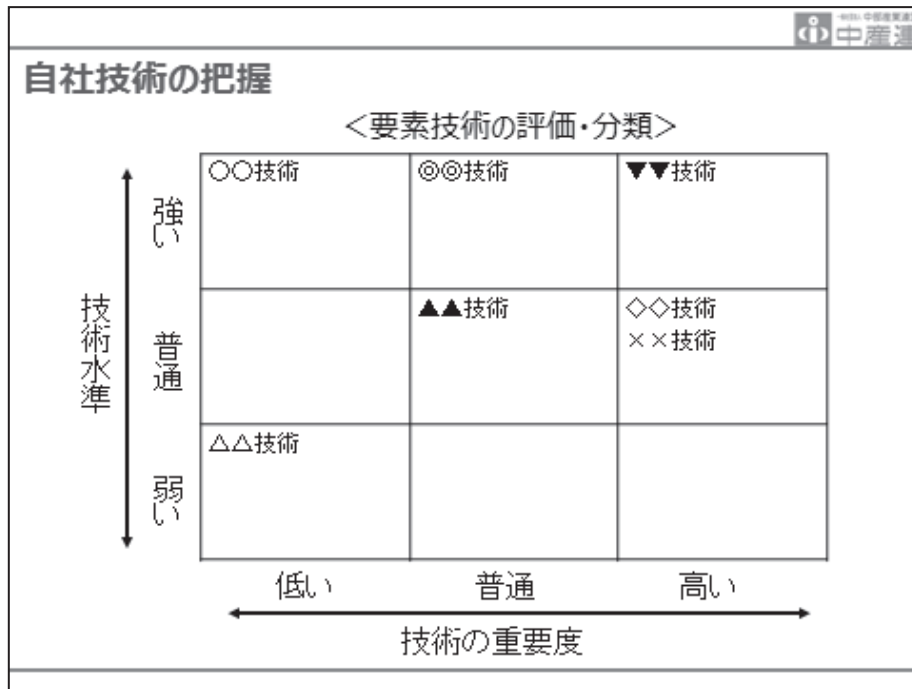 中産連
自社技術の把握
<要素技術の評価・分類>
○○技術
◎◎技術
▼▼技術
強い
▲▲技術
◇◇技術
××技術
普通
技術水準
△△技術
弱い
低い
普通
高い
技術の重要度